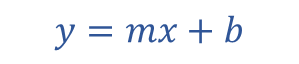 y = mx + b